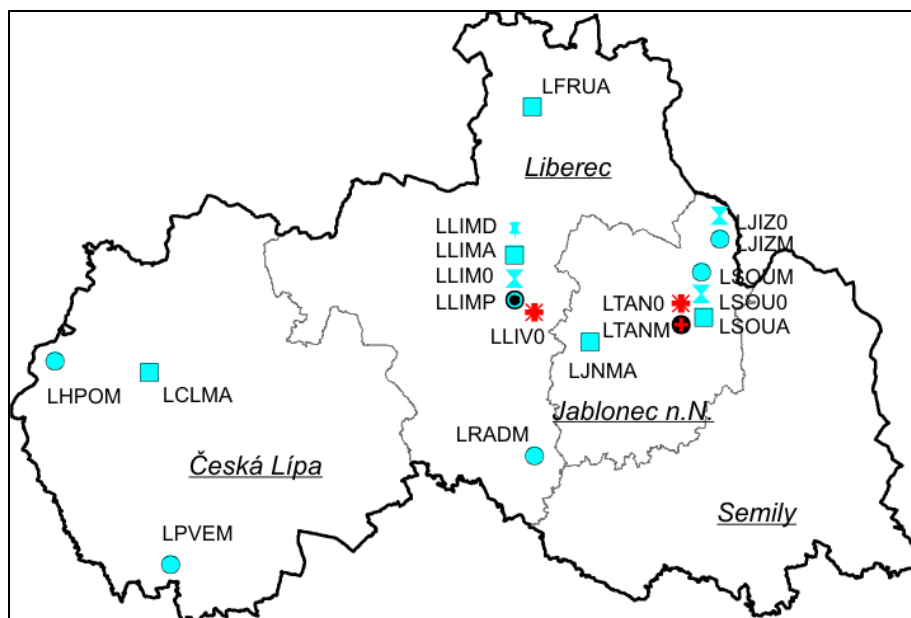 LFRUA
Liberec
LLIMD
LJIZ0
LLIMA
LJIZM
LLIM0
LSOUM
LLIMP
LTAN0
LSOU0
LLIV0
LTANM
LSOUA
LJNMA
LHPOM
LCLMA
Jablonec n.N.
LRADM
Česká Lípa
Semily
LPVEM